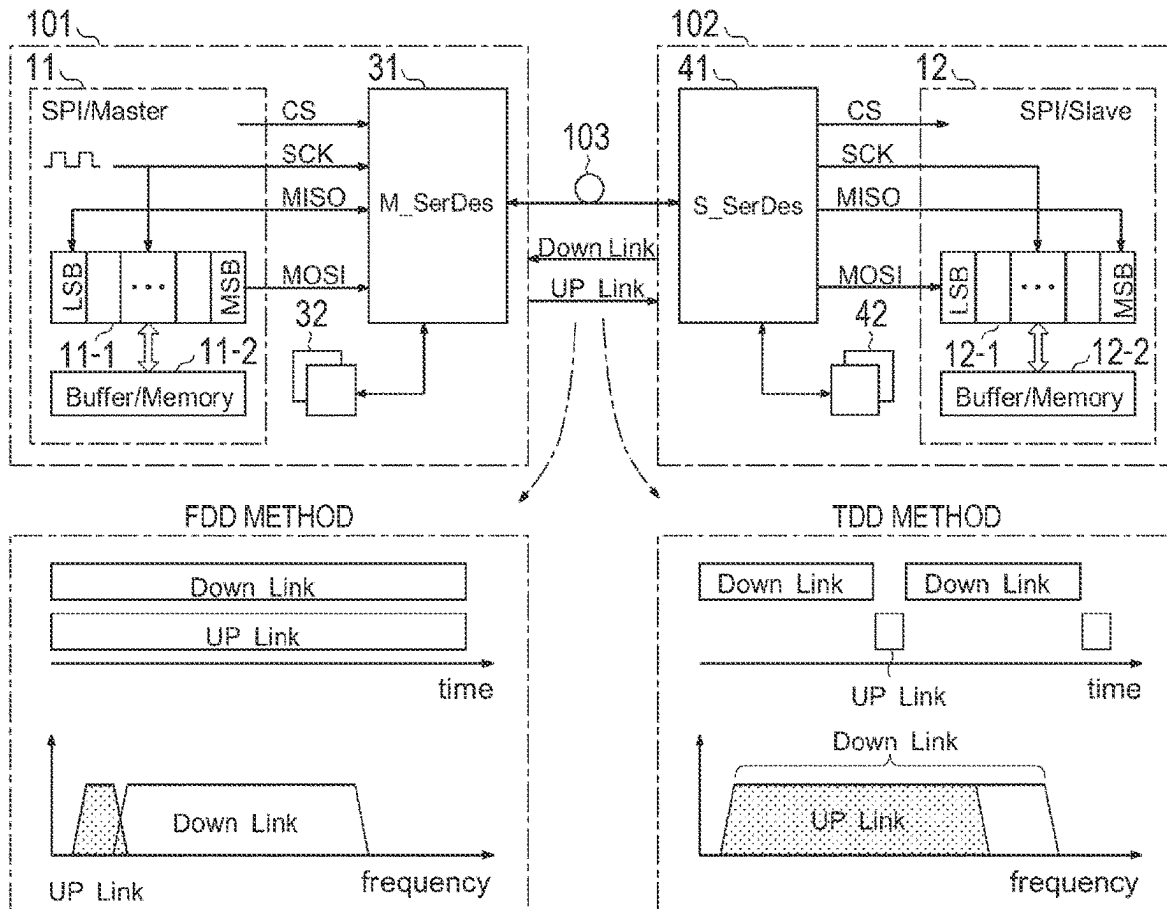 101
102
11
31
41
12
SPI/Master
CS
SCK
MISO
MOSI
LSB
...
MSB
11-1
11-2
Buffer/Memory
M_SerDes
32
103
Down Link
UP Link
S_SerDes
42
CS
SCK
MISO
MOSI
SPI/Slave
LSB
...
MSB
12-1
12-2
Buffer/Memory
FDD METHOD
Down Link
UP Link
time
Down Link
UP Link
frequency
TDD METHOD
Down Link
Down Link
UP Link
time
Down Link
UP Link
frequency